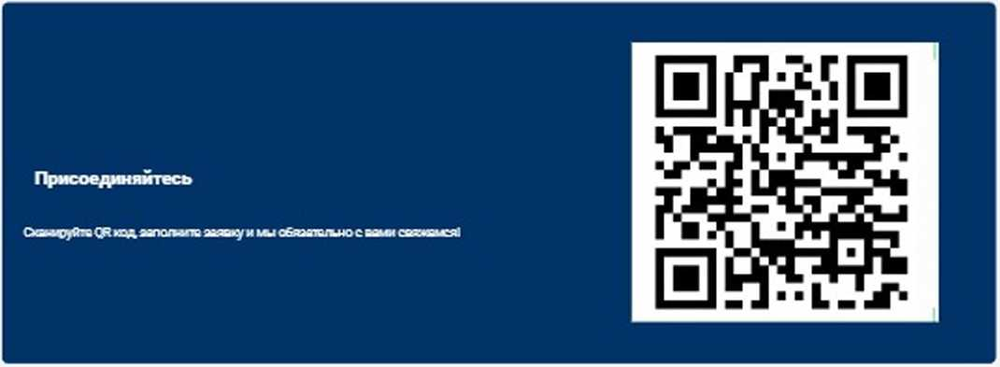 Присоединяйтесь
Сканируйте QR код, заполните заявку и мы обязательно с вами свяжемся!